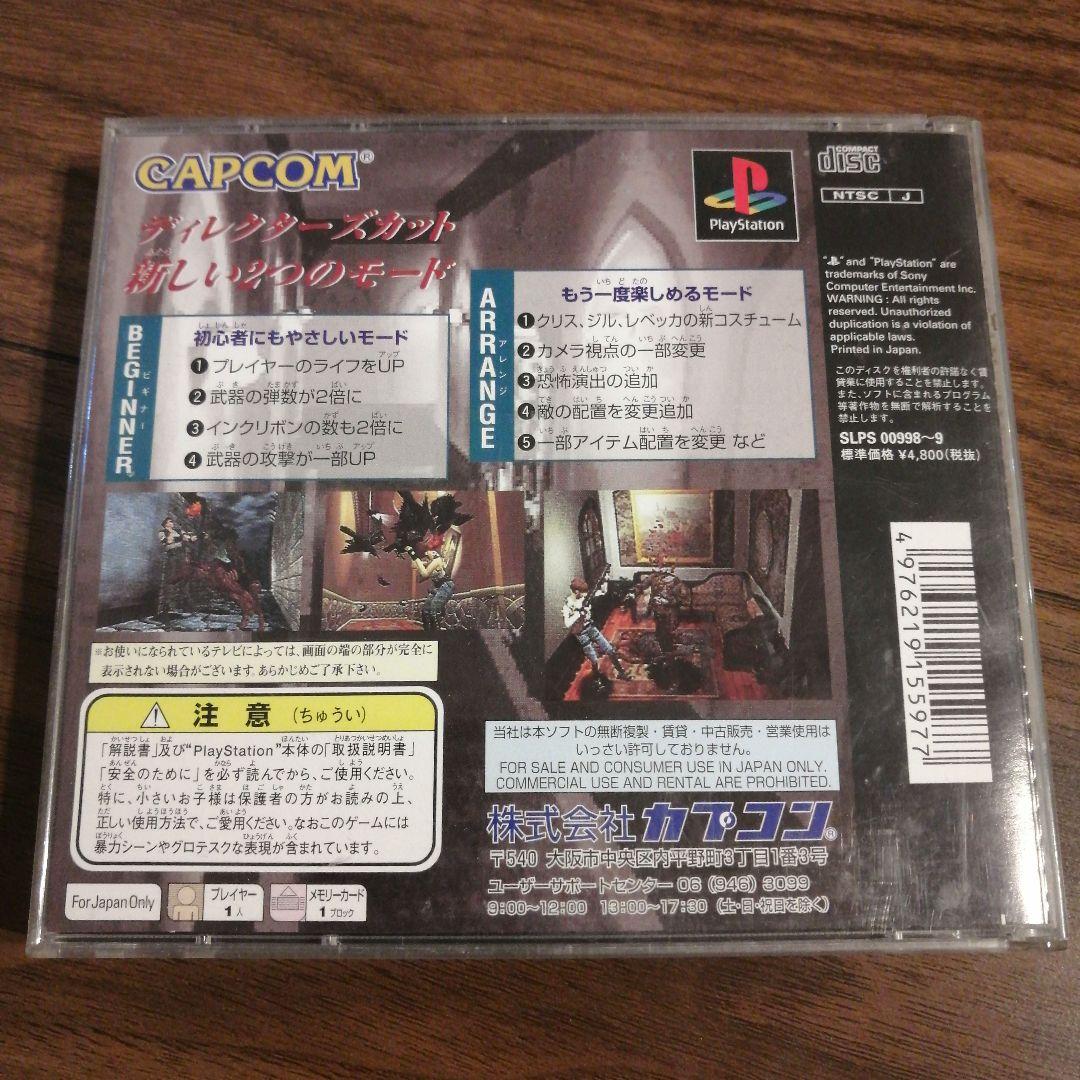 CAPCOM®
ディレクターズカット
新しい2つのモード
BEGINNER
ビギナー
初心者にもやさしいモード
❶プレイヤーのライフをUP
❷武器の弾数が2倍に
❸インクリボンの数も2倍に
❹武器の攻撃が一部UP
ARRANGE
アレンジ
もう一度楽しめるモード
❶クリス、ジル、レベッカの新コスチューム
❷カメラ視点の一部変更
❸恐怖演出の追加
❹敵の配置を変更追加
❺一部アイテム配置を変更 など
PlayStation
COMPACT
disc
NTSC J
"PS" and "PlayStation" are
trademarks of Sony
Computer Entertainment Inc.
WARNING : All rights
reserved. Unauthorized
duplication is a violation of
applicable laws.
Printed in Japan.
このディスクを権利者の許諾なく賃
貸業に使用することを禁止します。
また、ソフトに含まれるプログラム
等著作物を無断で解析することを
禁止します。
SLPS 00998〜9
標準価格 ¥4,800(税抜)
4976219155977
※お使いになられているテレビによっては、画面の端の部分が完全に
表示されない場合がございます。あらかじめご了承下さい。
注意(ちゅうい)
「解説書」及び"PlayStation"本体の「取扱説明書」
「安全のために」を必ず読んでから、ご使用ください。
特に、小さいお子様は保護者の方がお読みの上、
正しい使用方法で、ご愛用ください。なおこのゲームには
暴力シーンやグロテスクな表現が含まれています。
For Japan Only
プレイヤー
1人
メモリーカード
1ブロック
当社は本ソフトの無断複製・賃貸・中古販売・営業使用は
いっさい許可しておりません。
FOR SALE AND CONSUMER USE IN JAPAN ONLY.
COMMERCIAL USE AND RENTAL ARE PROHIBITED.
株式会社カプコン®
〒540 大阪市中央区内平野町3丁目1番3号
ユーザーサポートセンター 06 (946) 3099
9:00〜12:00 13:00〜17:30 (土・日・祝日を除く)